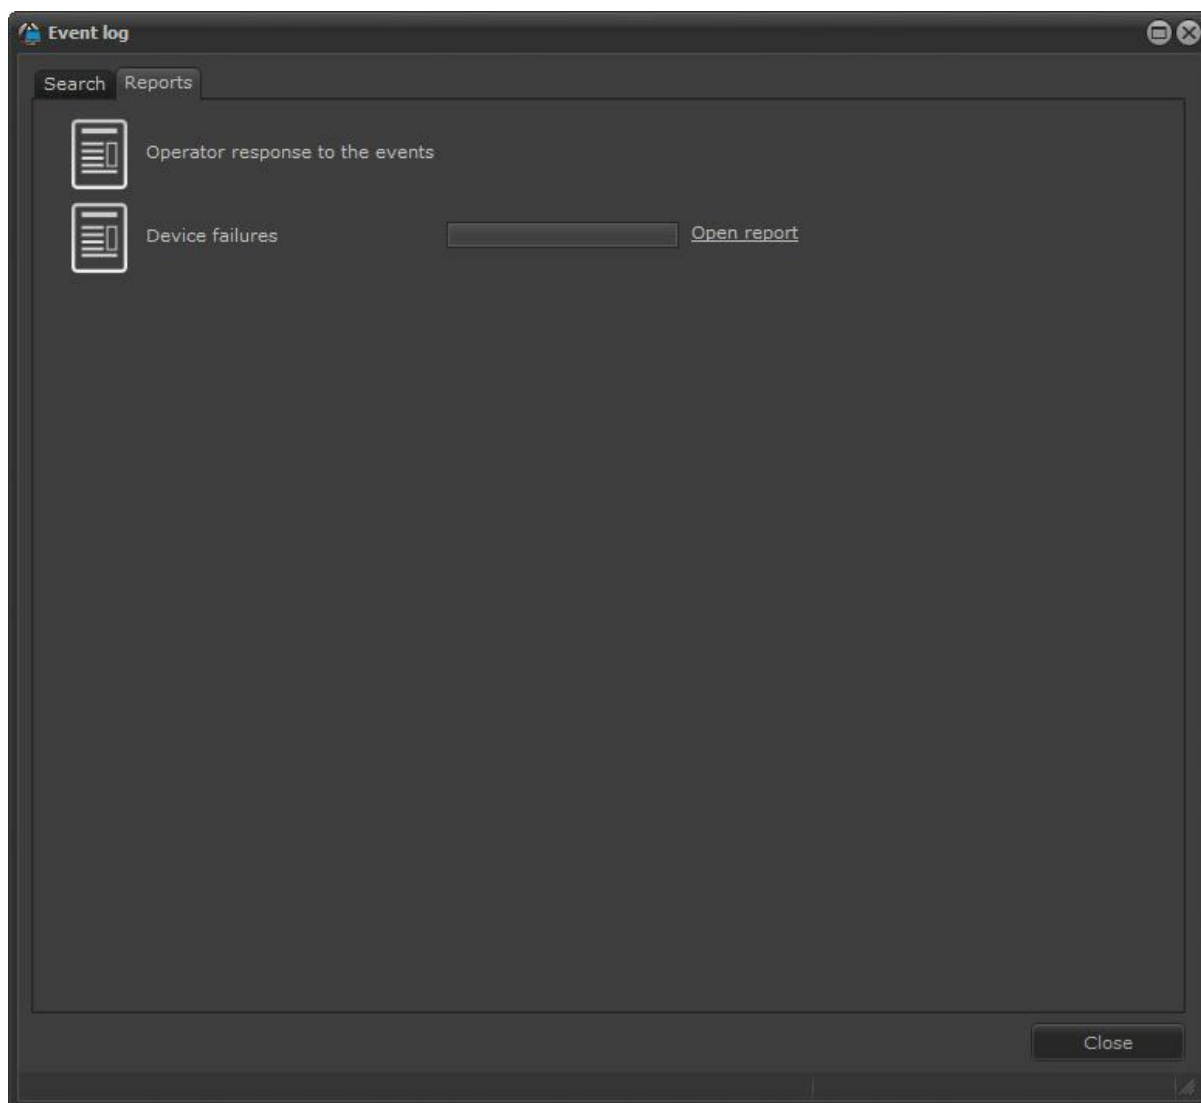 Event log
Search Reports
Operator response to the events
Device failures Open report
Close